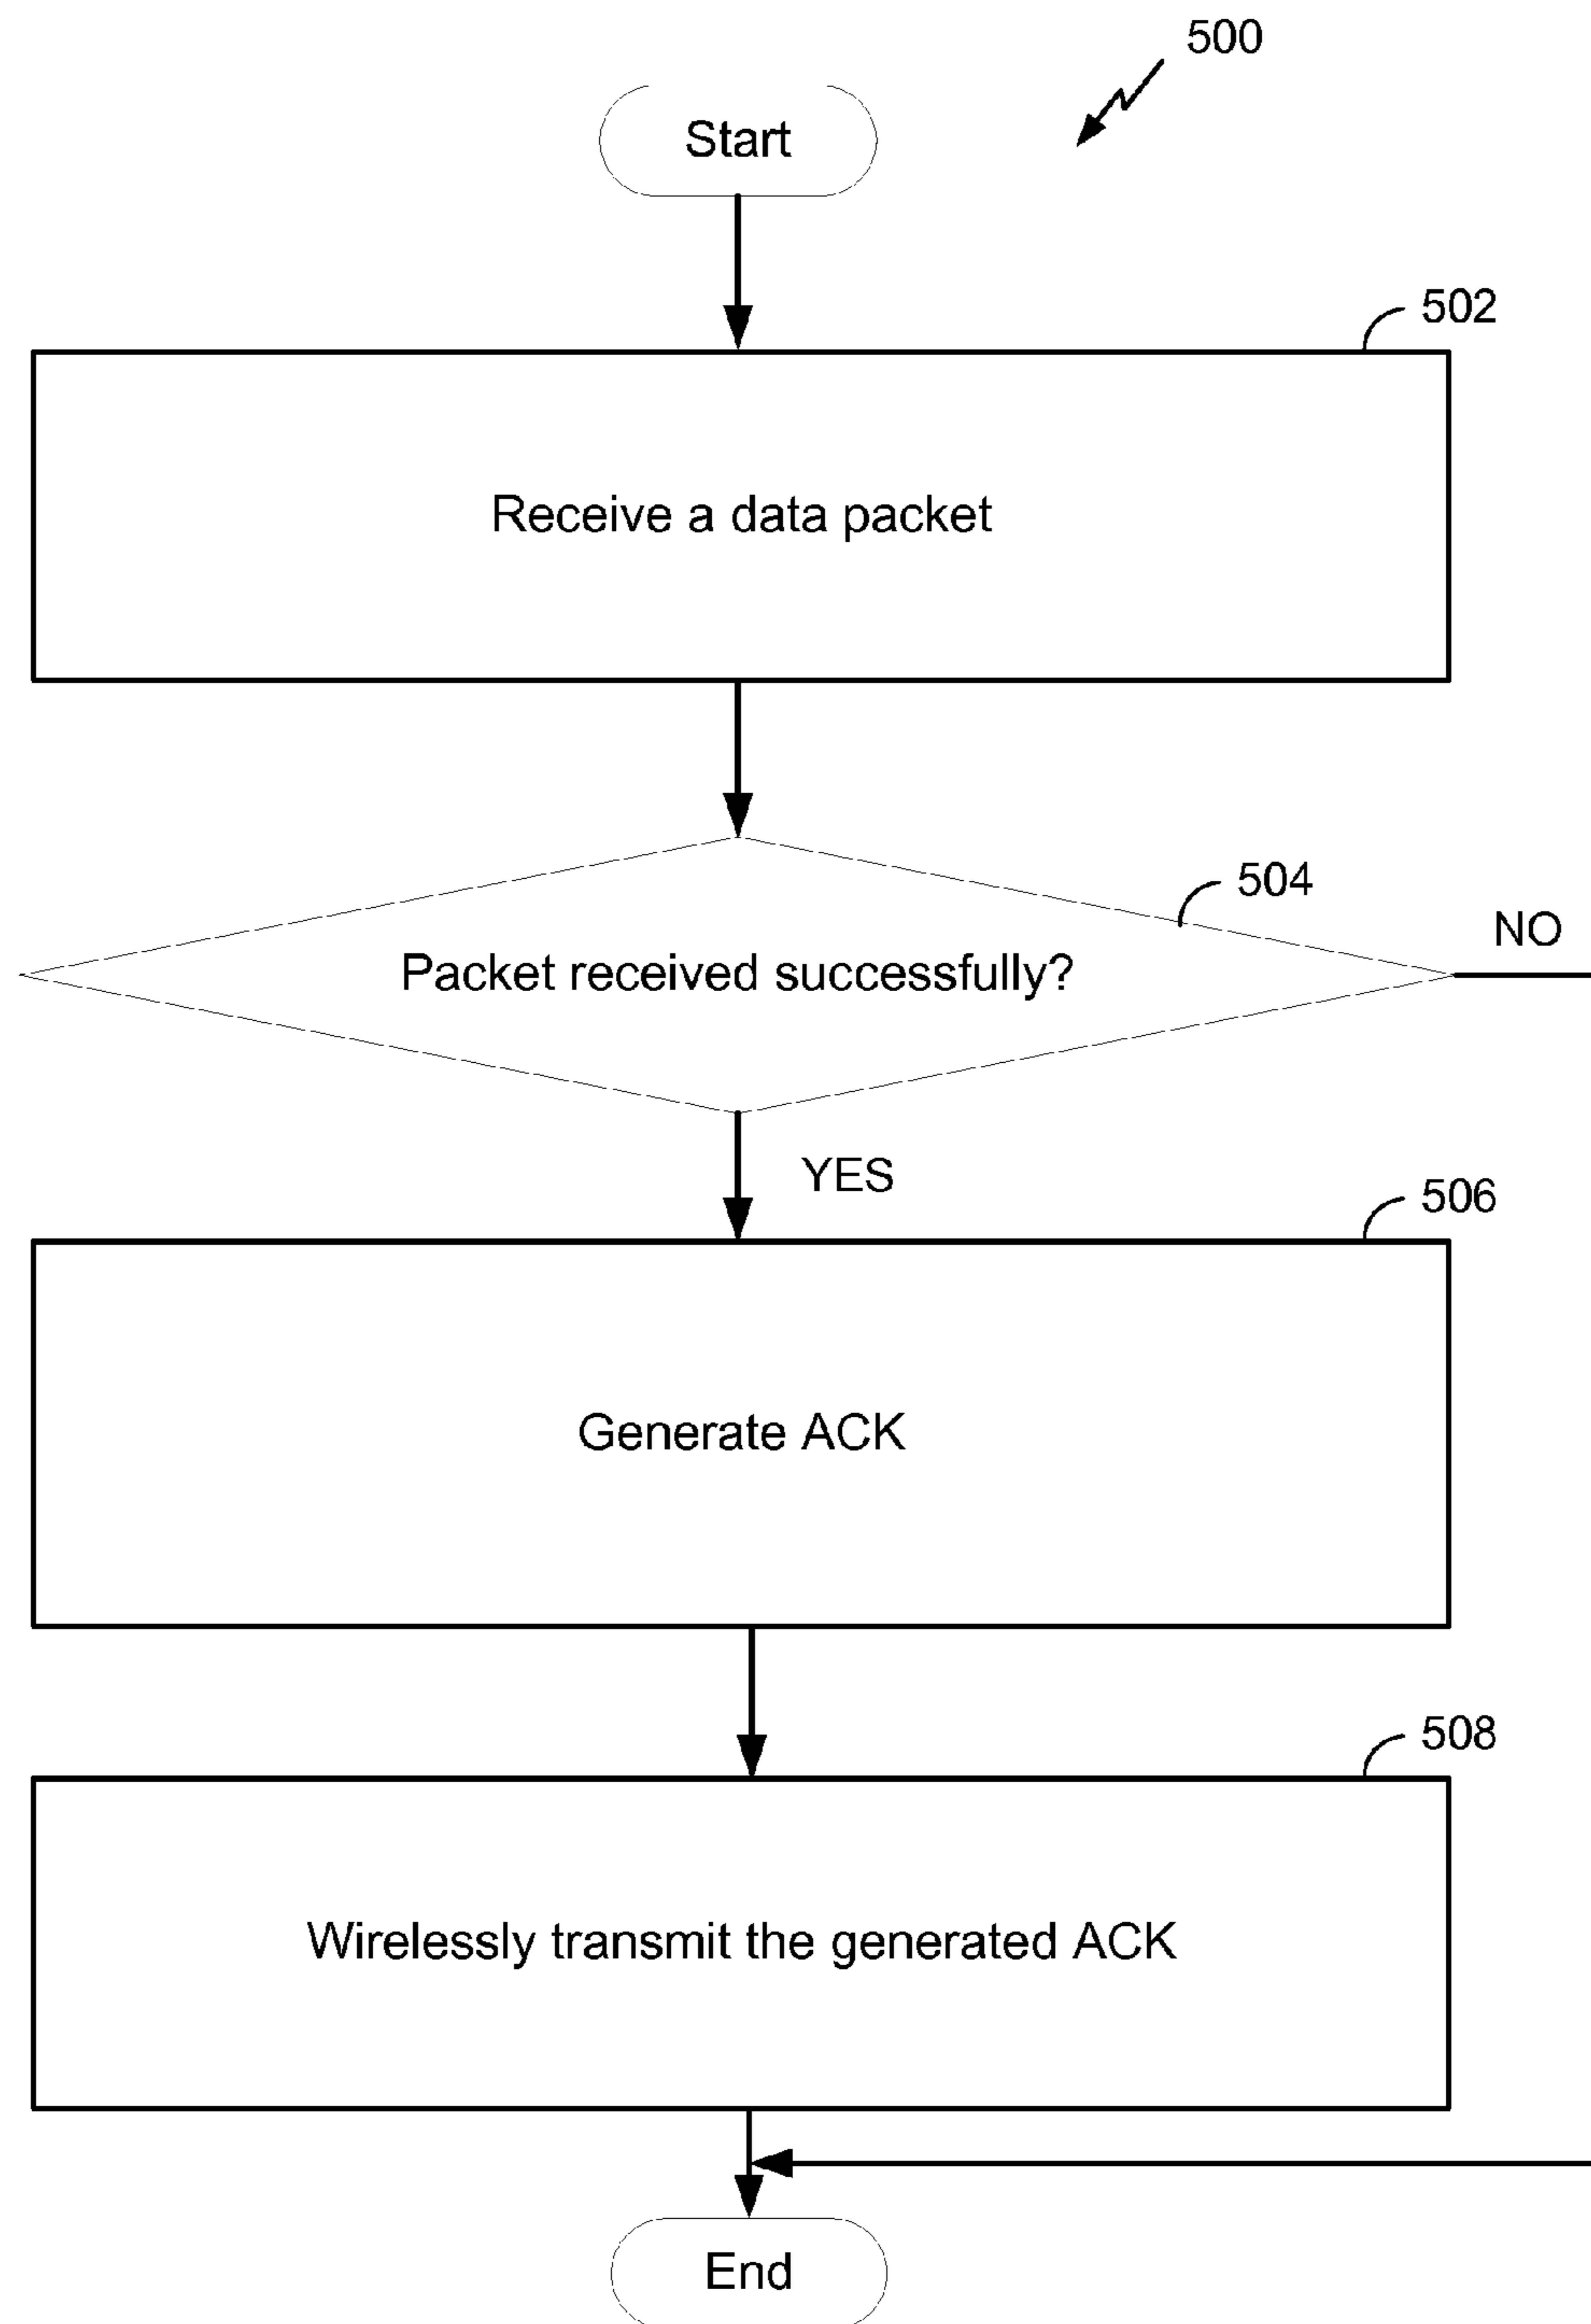 500
Start
502
Receive a data packet
504
Packet received successfully?
NO
YES
506
Generate ACK
508
Wirelessly transmit the generated ACK
End